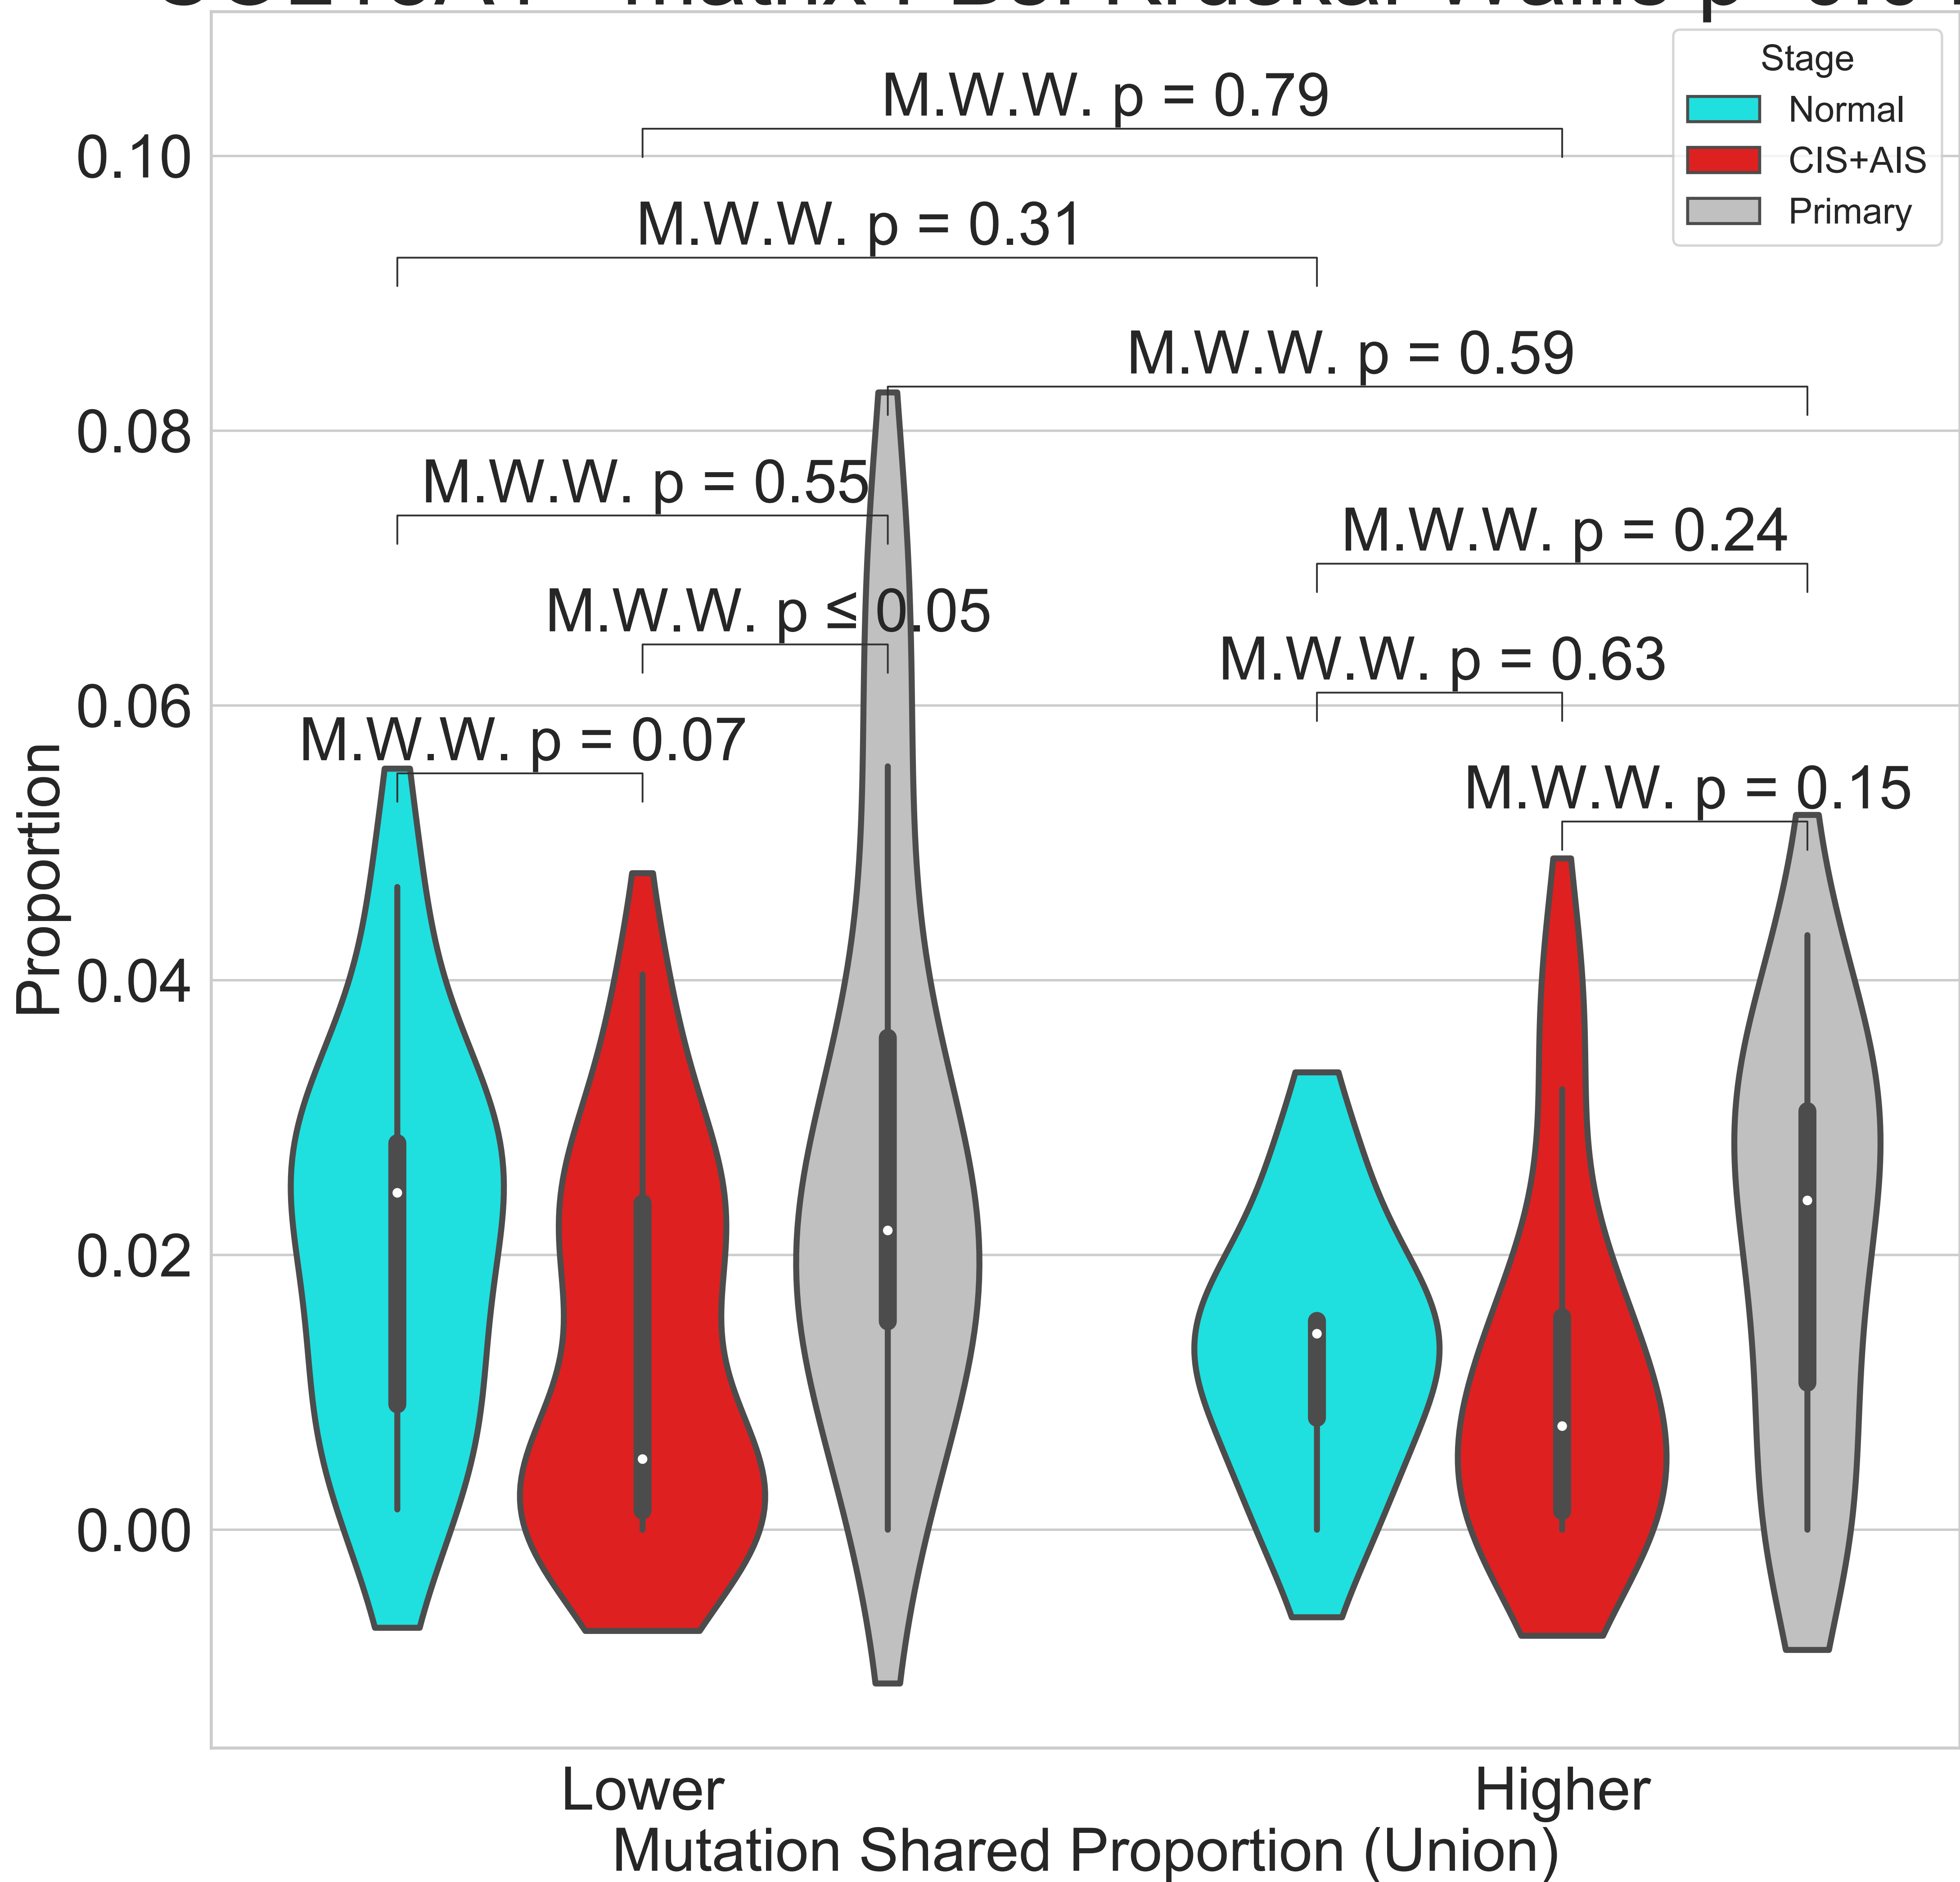 Stage
Normal
CIS+AIS
Primary
M.W.W. p = 0.79
M.W.W. p = 0.31
M.W.W. p = 0.59
M.W.W. p = 0.55
M.W.W. p = 0.24
M.W.W. p ≤ 0.05
M.W.W. p = 0.63
M.W.W. p = 0.07
M.W.W. p = 0.15
0.10
0.08
0.06
0.04
0.02
0.00
Proportion
Lower
Higher
Mutation Shared Proportion (Union)